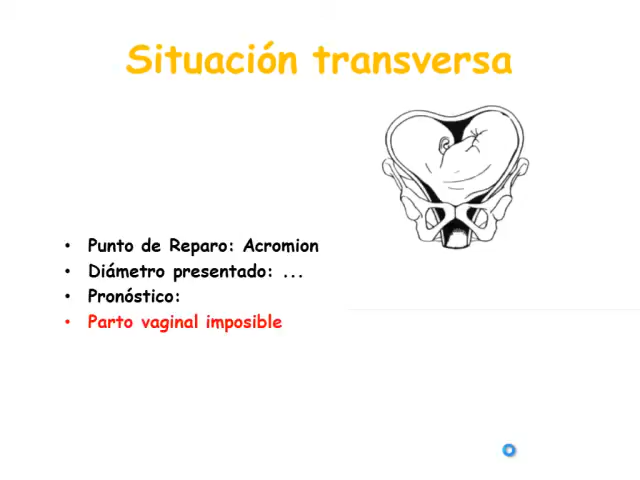 Situación transversa
• Punto de Reparo: Acromion
• Diámetro presentado: ...
• Pronóstico:
• Parto vaginal imposible